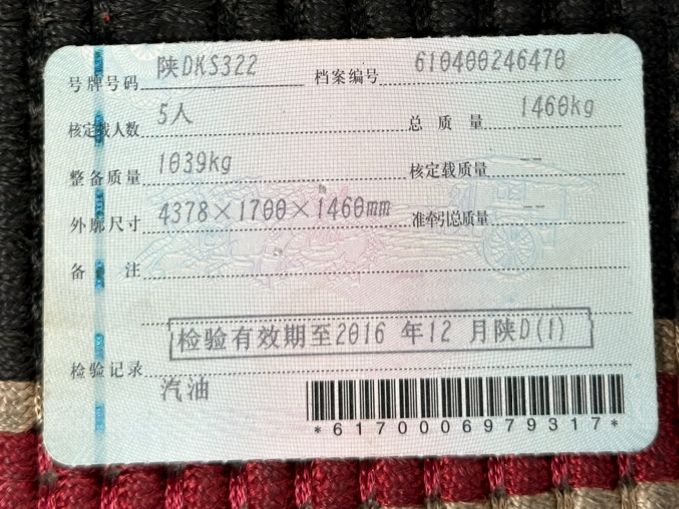 号牌号码 陕DKS322 档案编号 610400246470
核定载人数 5人 总质量 1460kg
整备质量 1039kg 核定载质量 --
外廓尺寸 4378×1700×1460mm 准牵引总质量 --
备注
检验有效期至2016 年12 月陕D(1)
检验记录
汽油
*6170006979317*